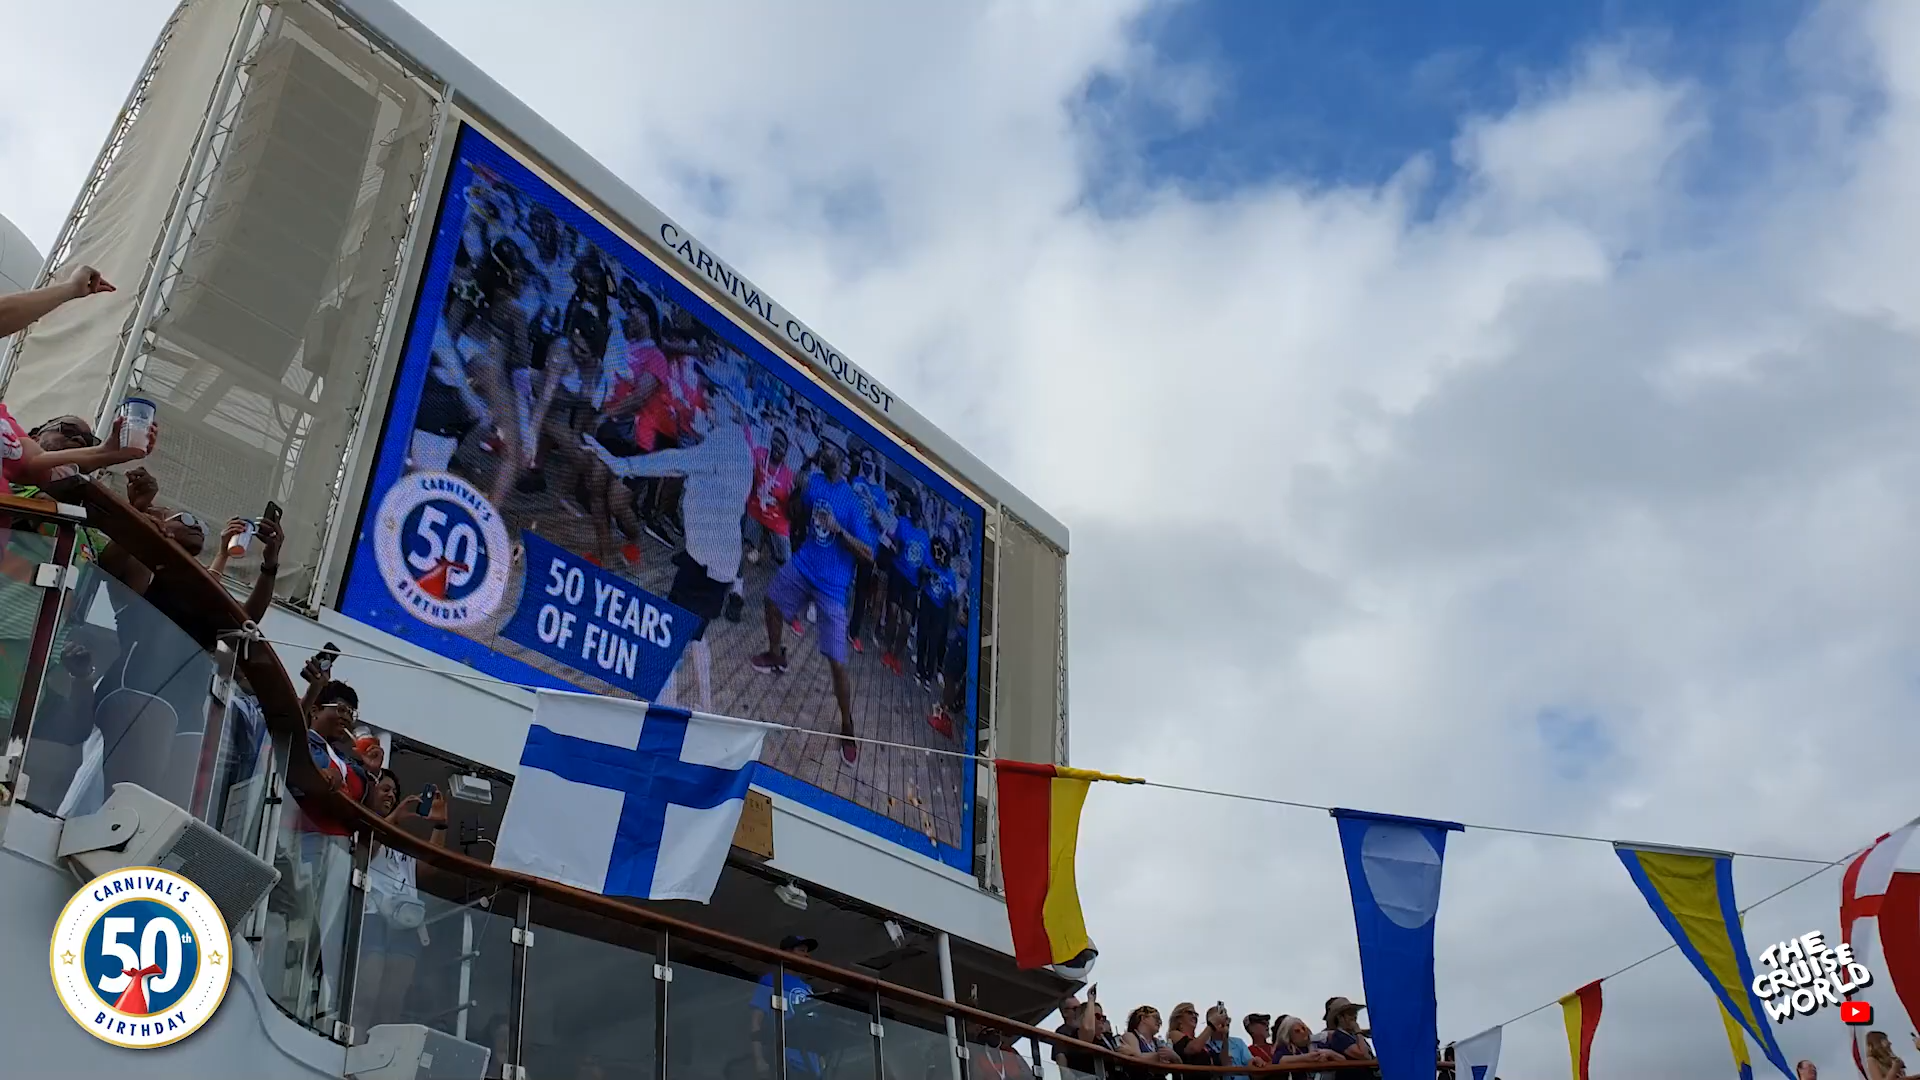 CARNIVAL CONQUEST
CARNIVAL'S
50
BIRTHDAY
50 YEARS
OF FUN
CARNIVAL'S
50th
BIRTHDAY
THE
CRUISE
WORLD